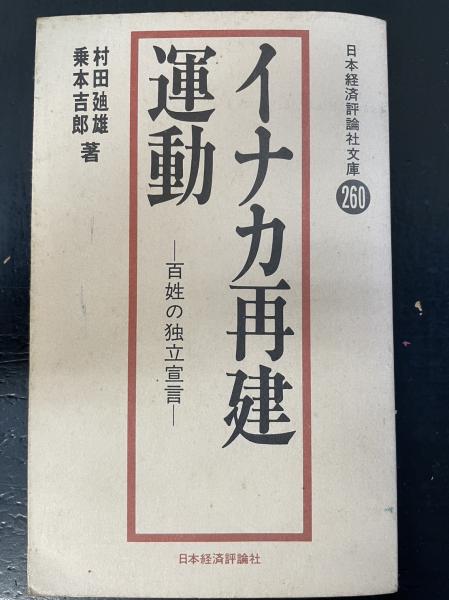 日本経済評論社文庫
260
イナカ再建
運動
―百姓の独立宣言―
村田廸雄
乗本吉郎
著
日本経済評論社